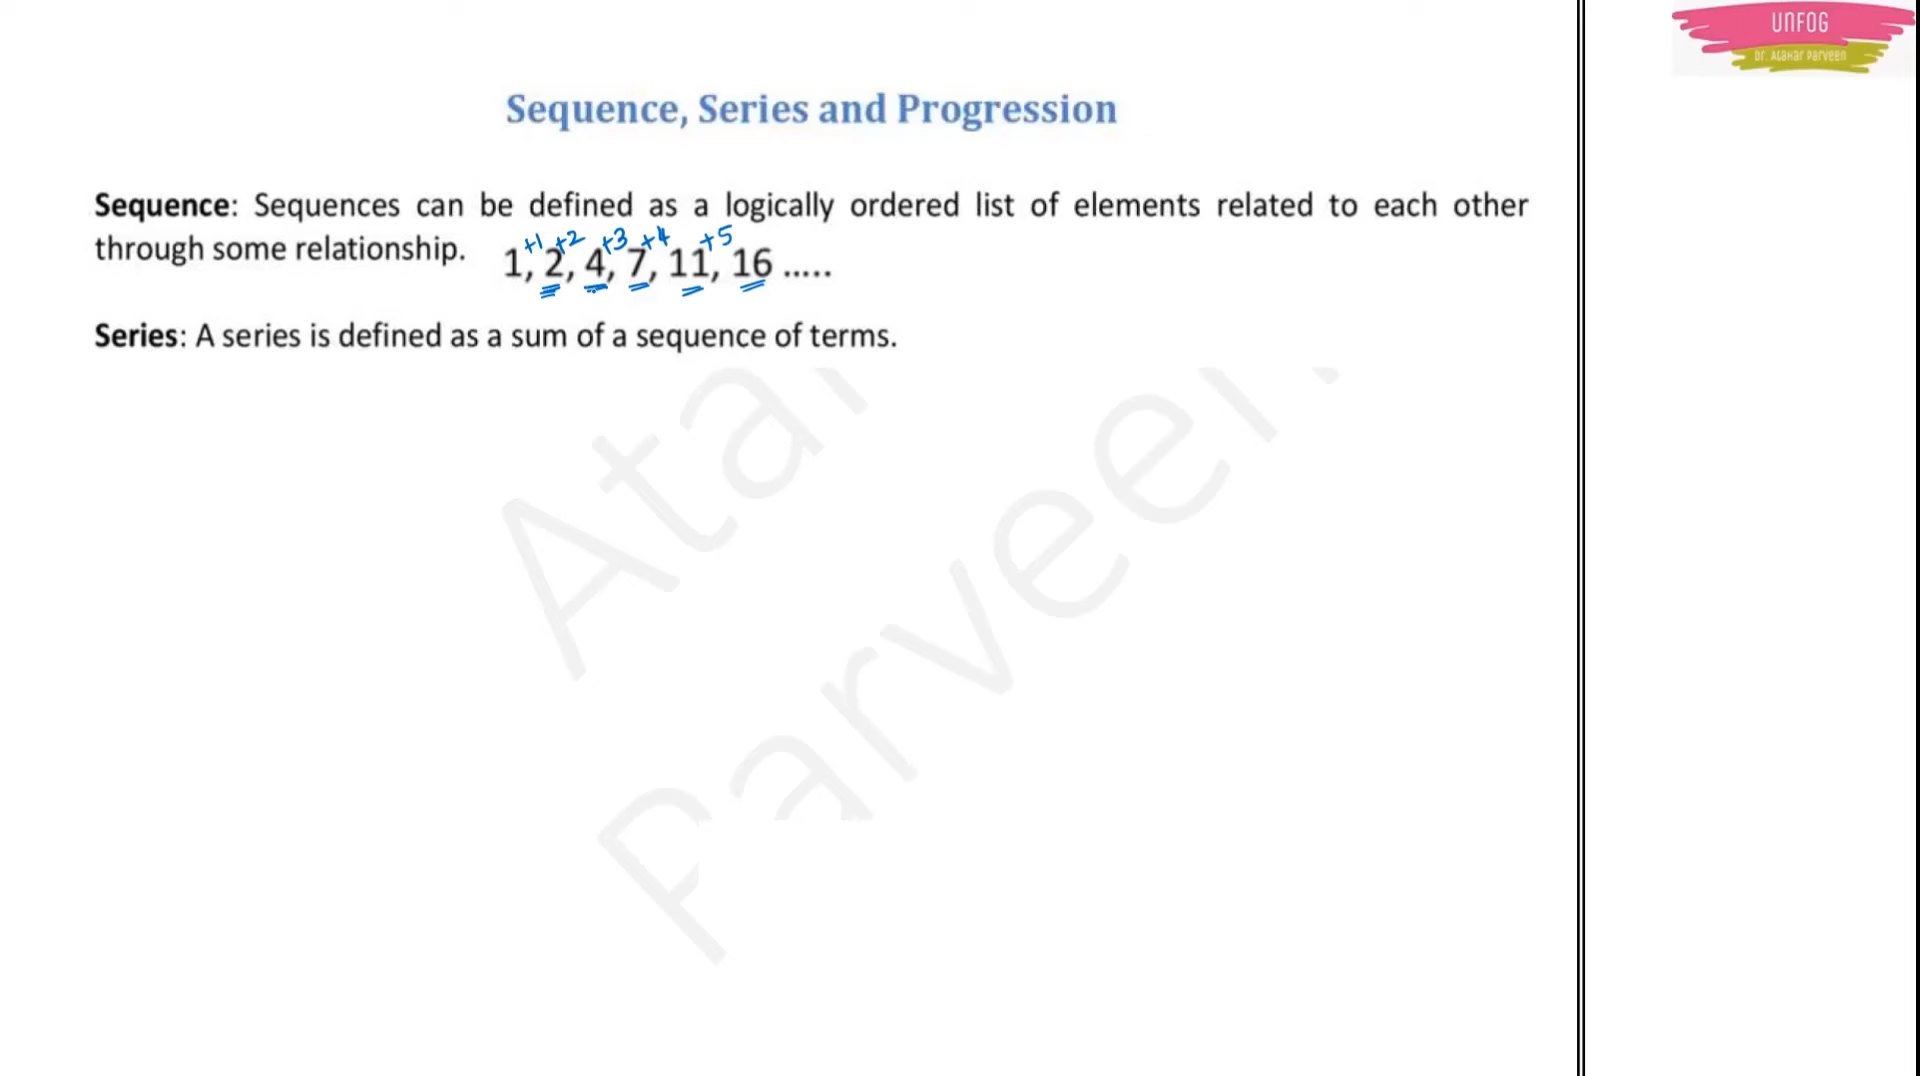 UNFOG
Dr. Atahar Parveen
Sequence, Series and Progression
Sequence: Sequences can be defined as a logically ordered list of elements related to each other
through some relationship.
+1 +2 +3 +4 +5
1, 2, 4, 7, 11, 16 .....
Series: A series is defined as a sum of a sequence of terms.
Parveen